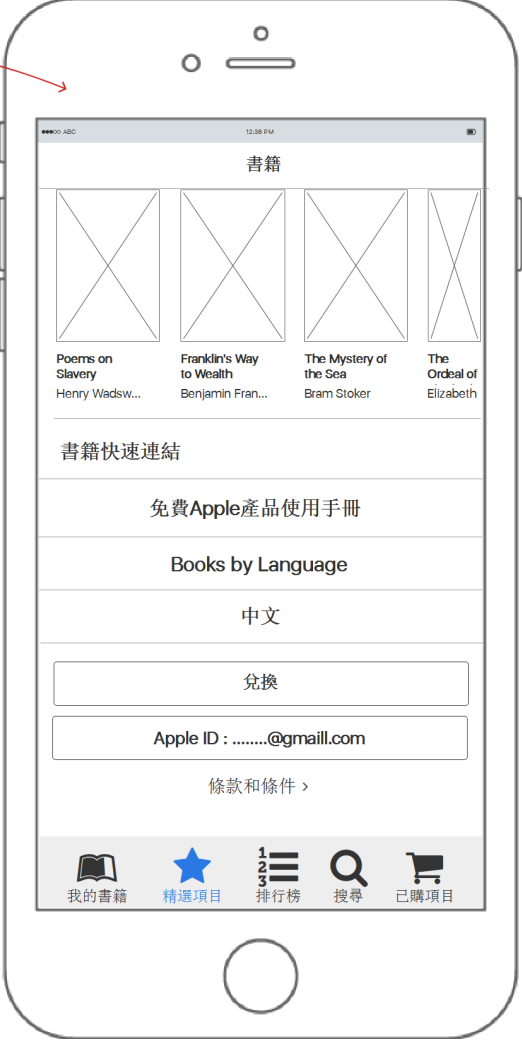 ABC 12:36 PM
書籍
Poems on Slavery
Henry Wadsw...
Franklin's Way to Wealth
Benjamin Fran...
The Mystery of the Sea
Bram Stoker
The Ordeal of
Elizabeth
書籍快速連結
免費Apple產品使用手冊
Books by Language
中文
兌換
Apple ID : ........@gmaill.com
條款和條件 >
1
2
3
我的書籍 精選項目 排行榜 搜尋 已購項目